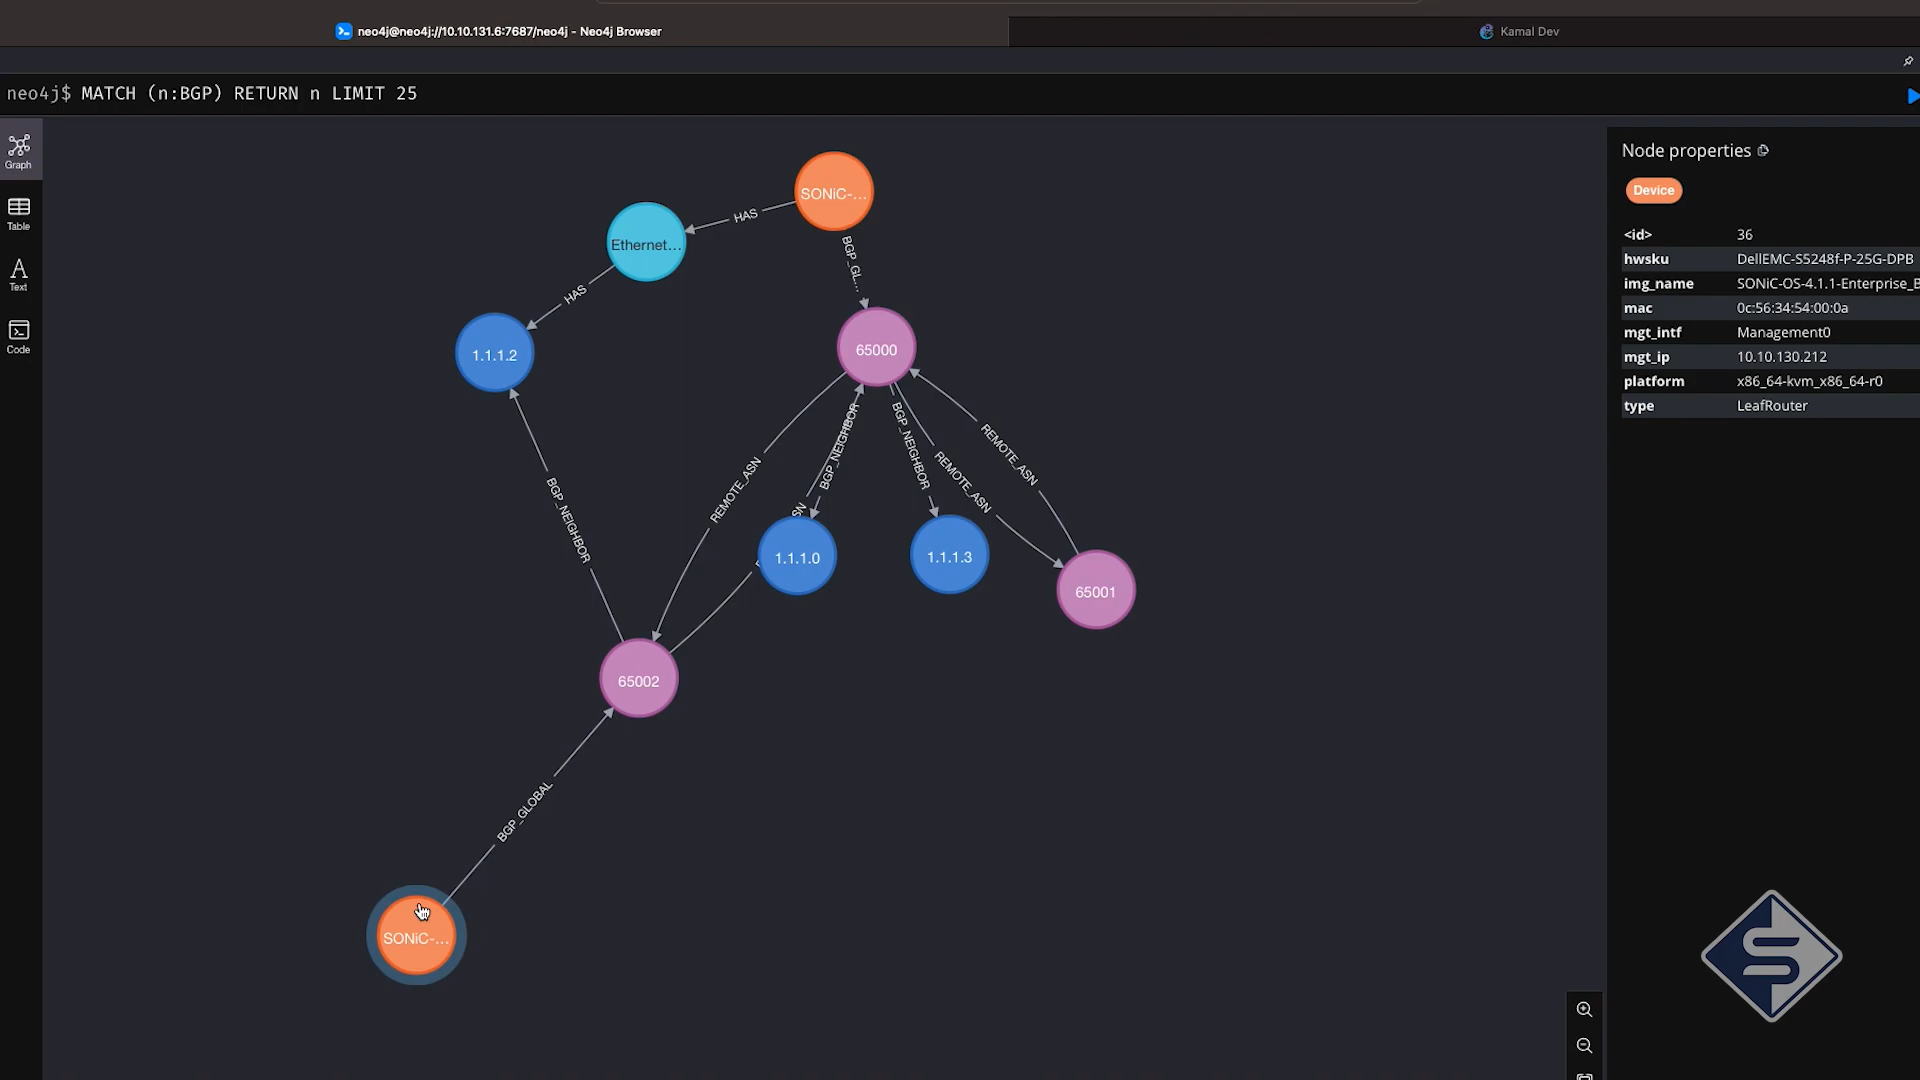 neo4j@neo4j://10.10.131.6:7687/neo4j - Neo4j Browser
Kamal Dev
neo4j$ MATCH (n:BGP) RETURN n LIMIT 25
Graph
Table
Text
Code
SONiC-...
HAS
Ethernet...
BGP_GL...
HAS
1.1.1.2
65000
BGP_NEIGHBOR
BGP_NEIGHBOR
REMOTE_ASN
REMOTE_ASN
REMOTE_ASN
BGP_NEIGHBOR
SN
1.1.1.0
1.1.1.3
65001
65002
BGP_GLOBAL
SONiC-...
Node properties
Device
<id> 36
hwsku DellEMC-S5248f-P-25G-DPB
img_name SONiC-OS-4.1.1-Enterprise_B
mac 0c:56:34:54:00:0a
mgt_intf Management0
mgt_ip 10.10.130.212
platform x86_64-kvm_x86_64-r0
type LeafRouter